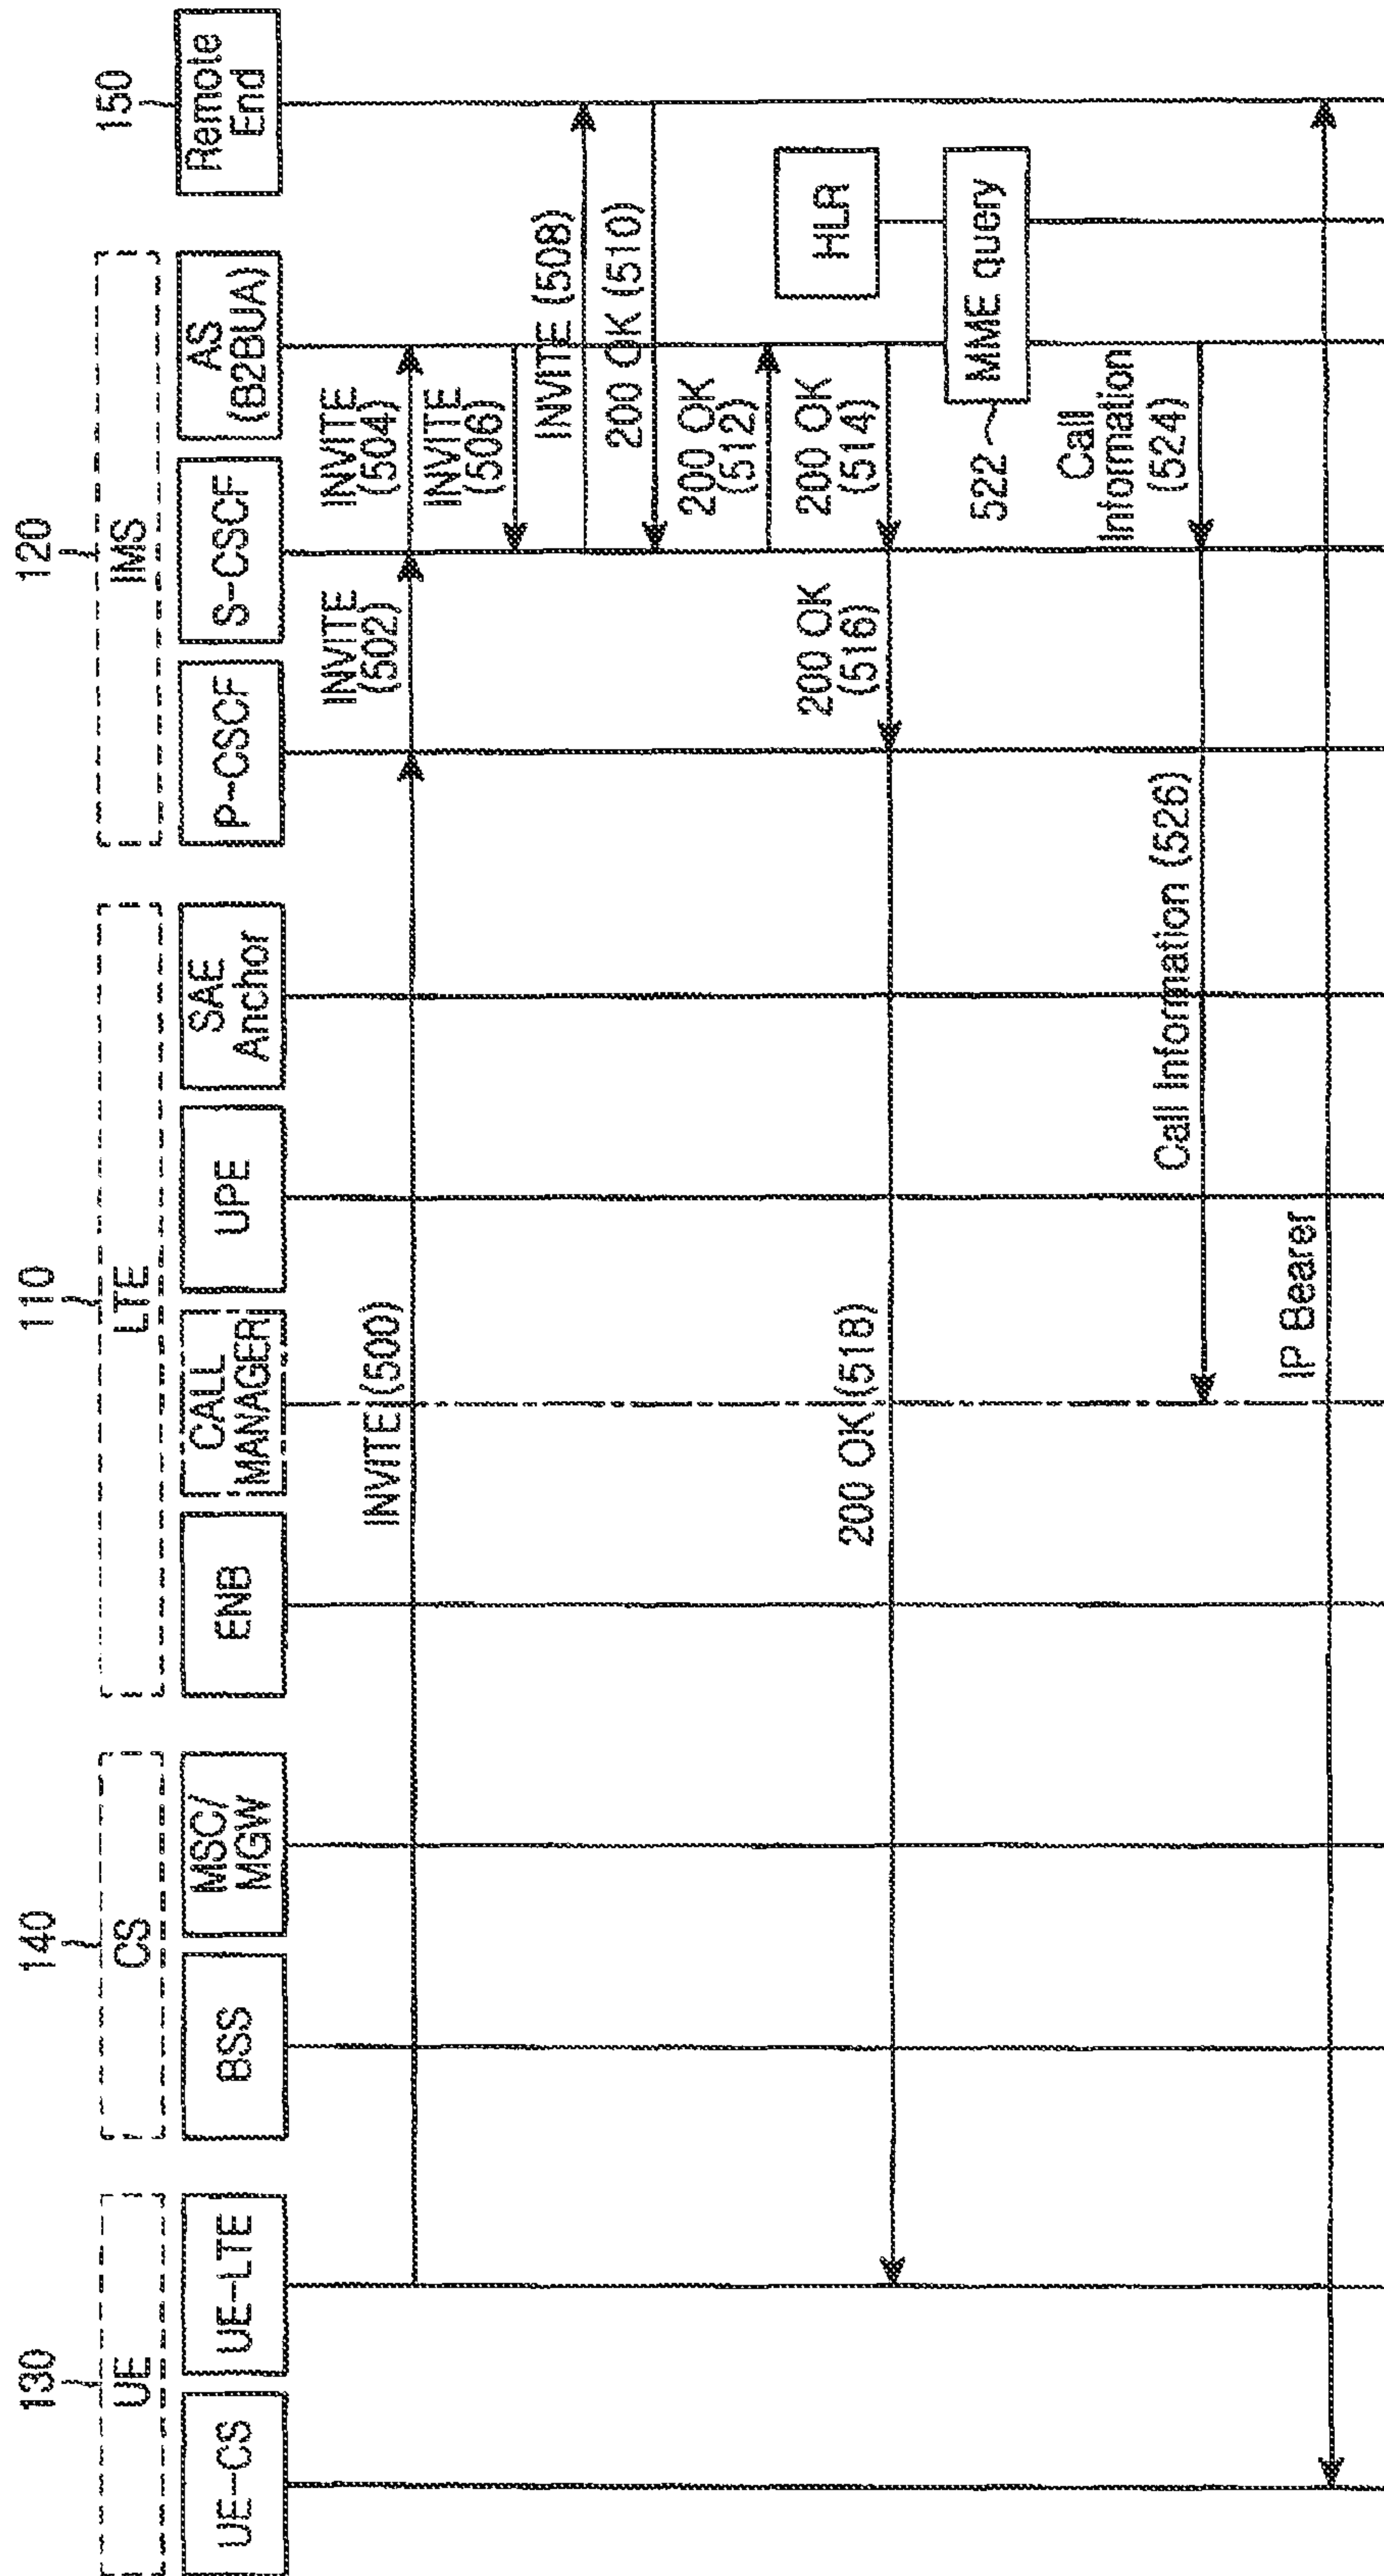 130
140
110
120
150
UE
CS
LTE
IMS
UE-CS
UE-LTE
BSS
MSC/
MGW
ENB
CALL
MANAGER
UPE
SAE
Anchor
P-CSCF
S-CSCF
AS
(B2BUA)
Remote
End
INVITE (500)
INVITE
(502)
INVITE
(504)
INVITE
(506)
INVITE (508)
200 OK (510)
200 OK
(512)
HLR
200 OK
(514)
200 OK
(516)
200 OK (518)
522
MME query
Call
Information
(524)
Call Information (526)
IP Bearer